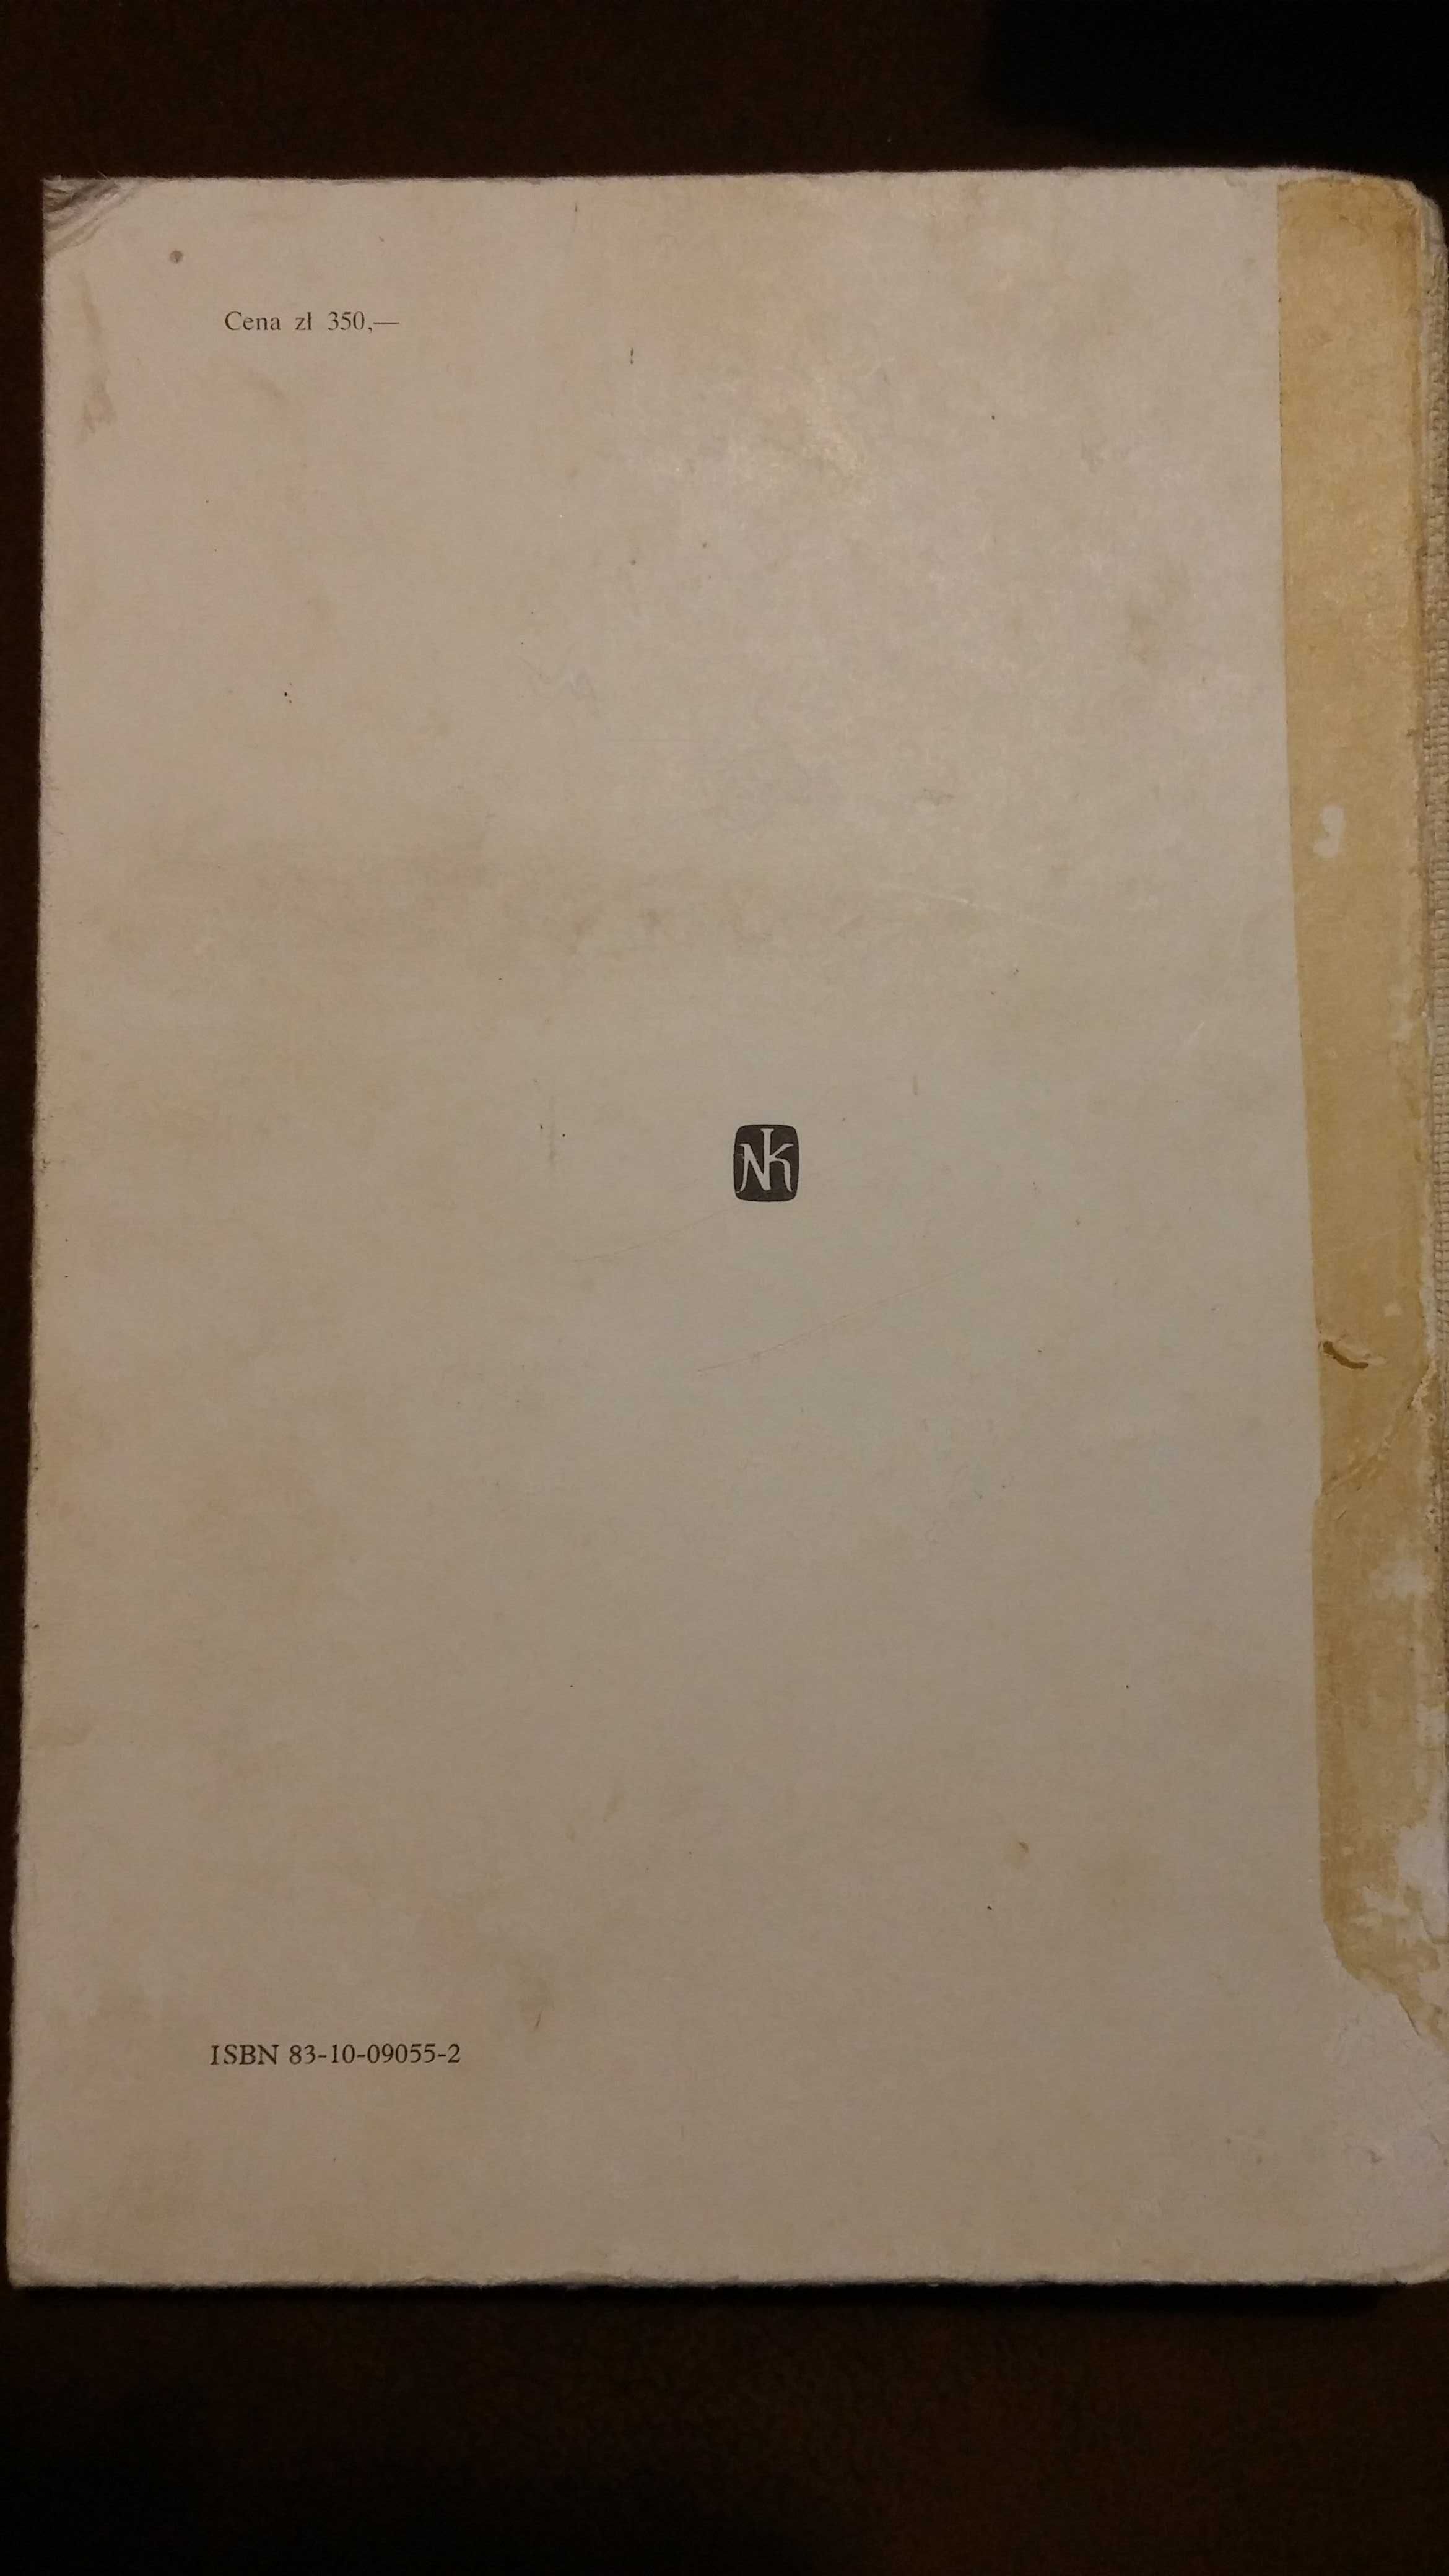 Cena zł 350,—
NK
ISBN 83-10-09055-2